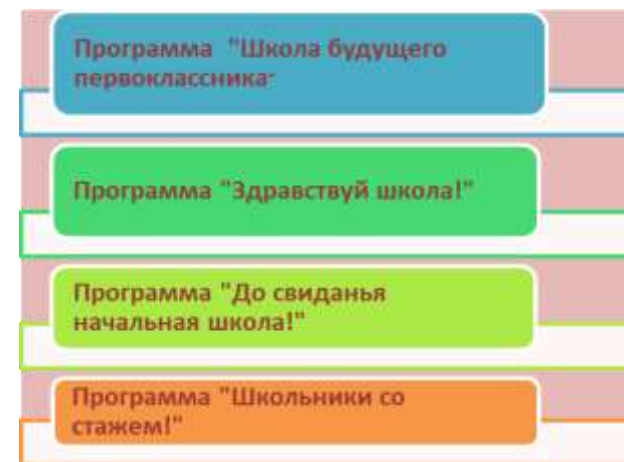 Программа "Школа будущего
первоклассника"
Программа "Здравствуй школа!"
Программа "До свиданья
начальная школа!"
Программа "Школьники со
стажем!"